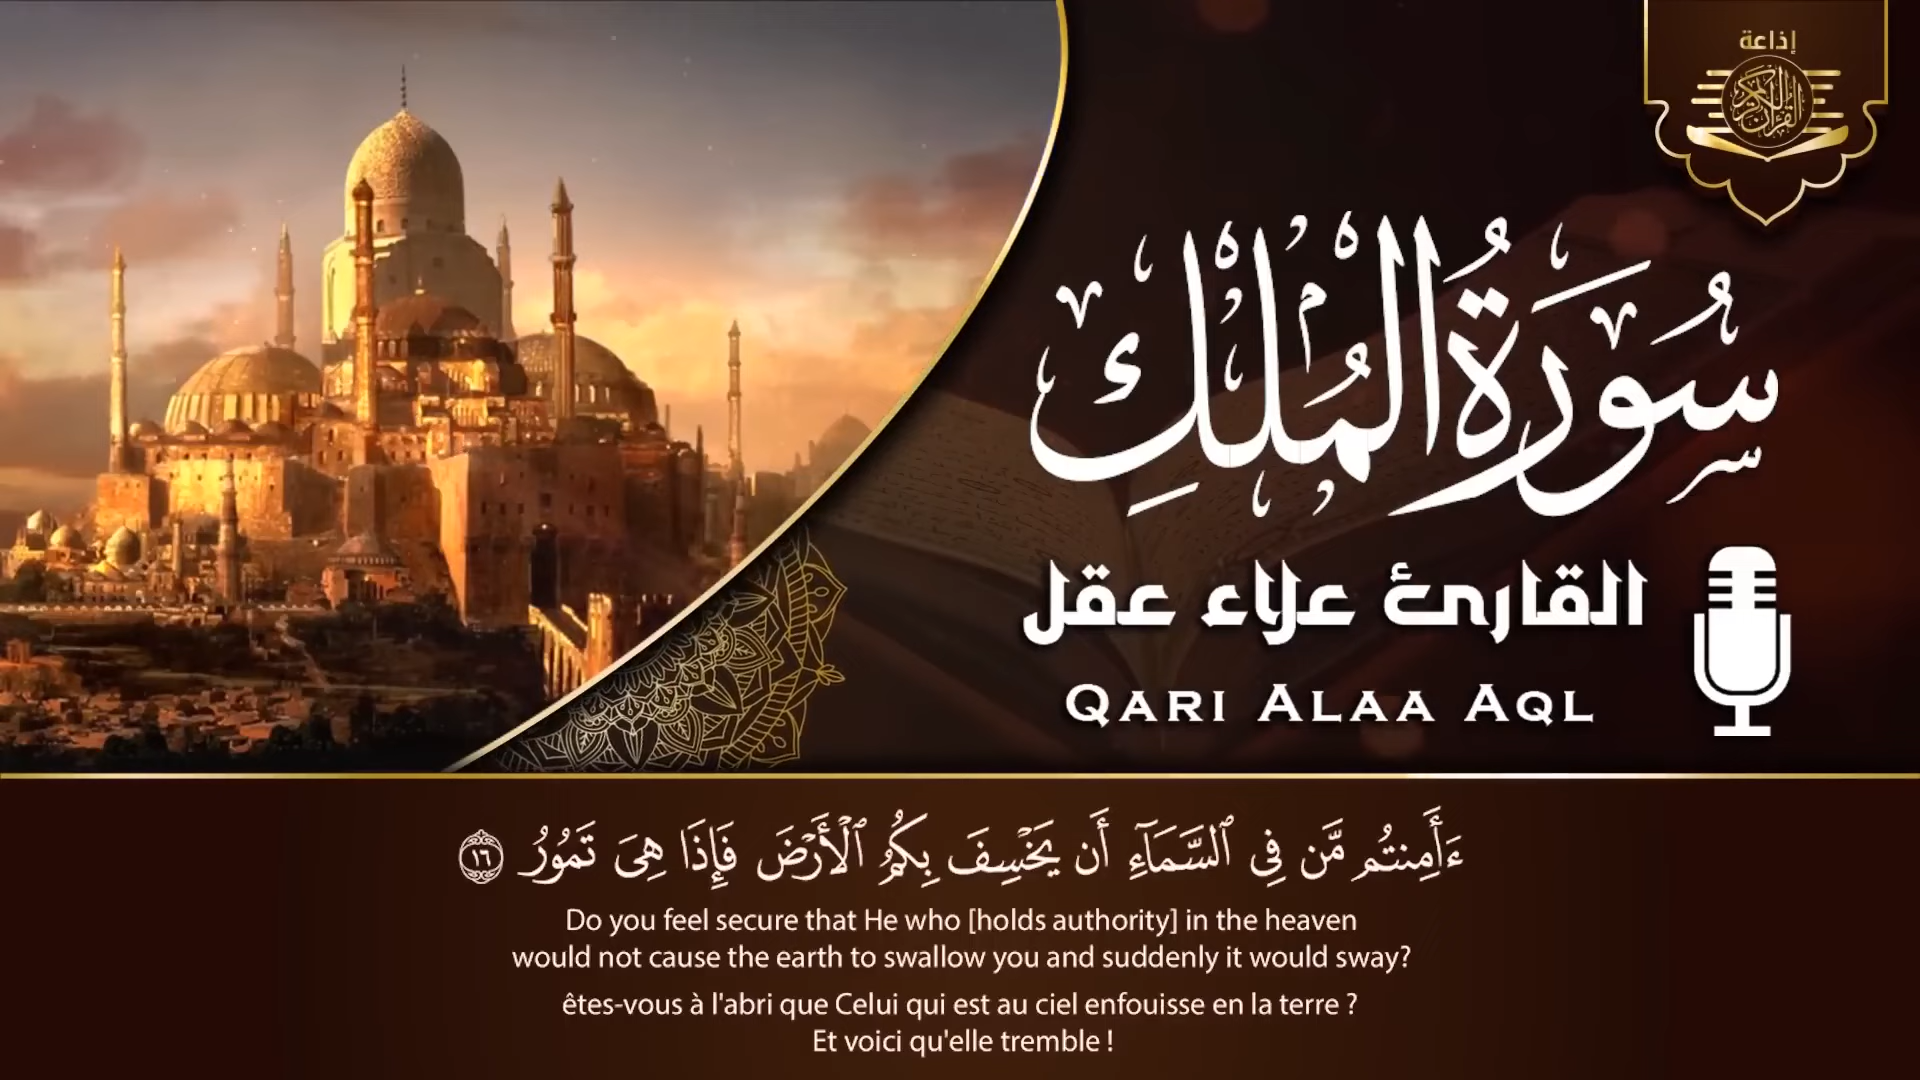 إذاعة
القرآن الكريم
سُورَةُ الْمُلْكِ
القارئ علاء عقل
QARI ALAA AQL
ءَأَمِنتُم مَّن فِي ٱلسَّمَآءِ أَن يَخْسِفَ بِكُمُ ٱلْأَرْضَ فَإِذَا هِىَ تَمُورُ ١٦
Do you feel secure that He who [holds authority] in the heaven
would not cause the earth to swallow you and suddenly it would sway?
êtes-vous à l'abri que Celui qui est au ciel enfouisse en la terre ?
Et voici qu'elle tremble !